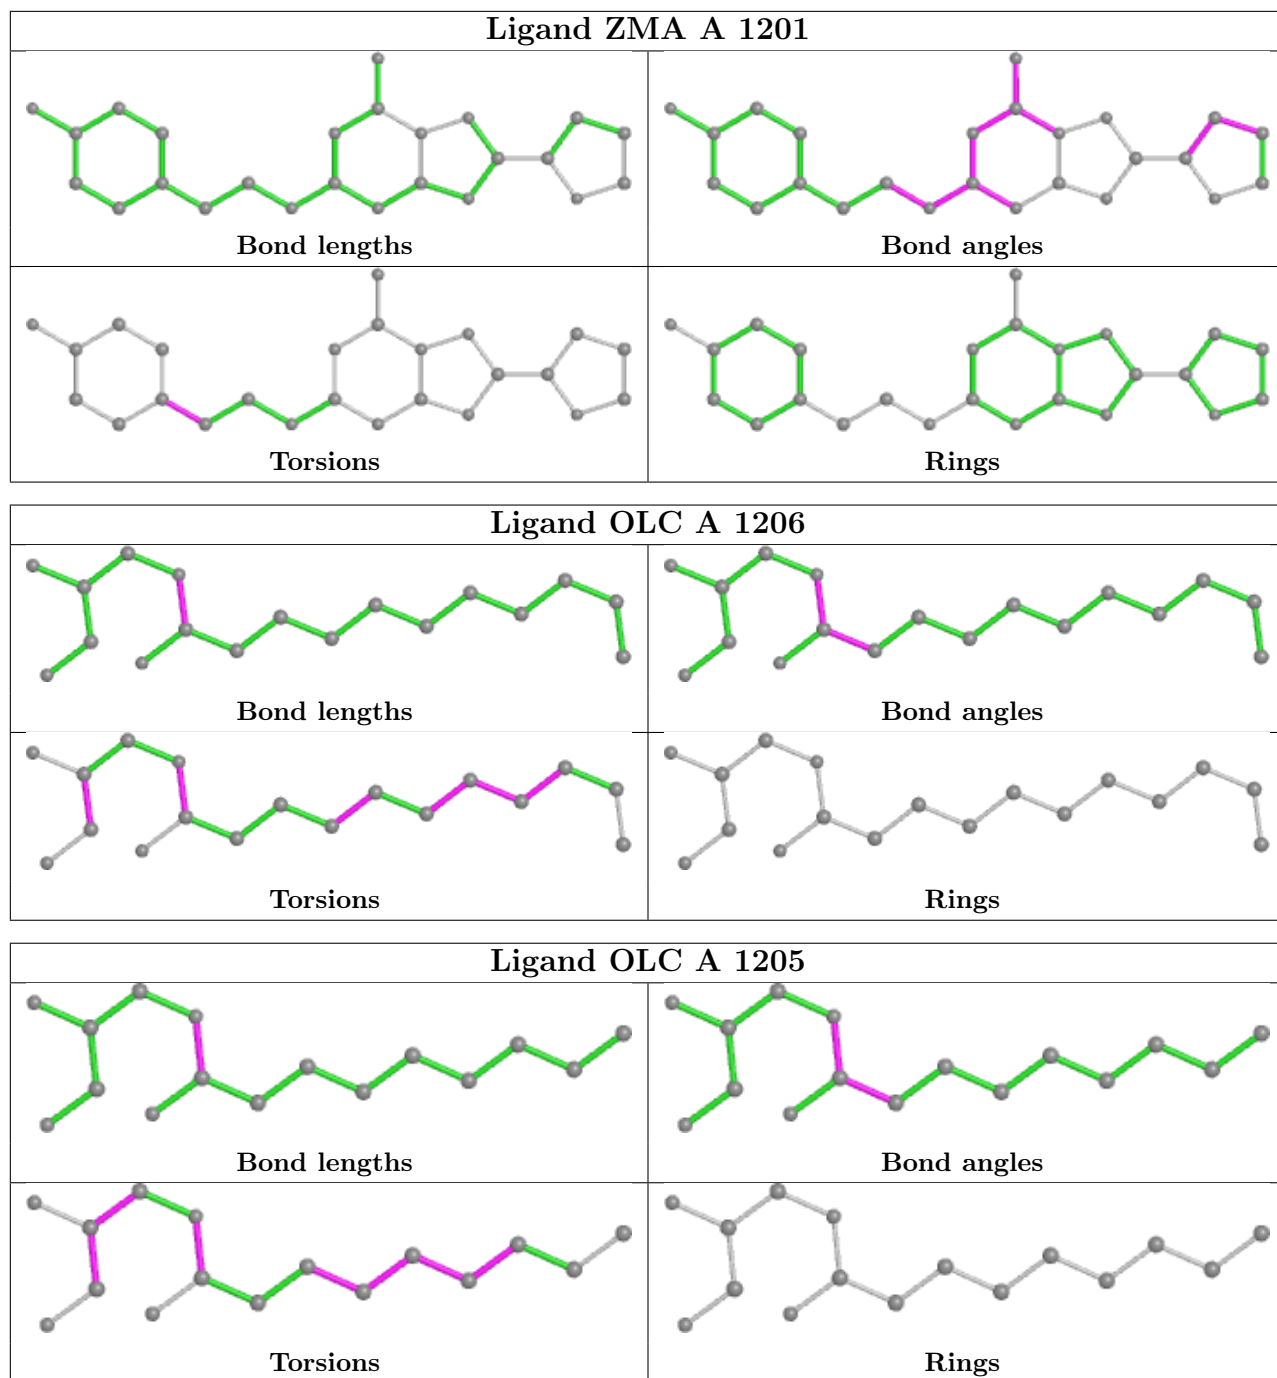 Ligand ZMA A 1201
Bond lengths
Bond angles
Torsions
Rings
Ligand OLC A 1206
Bond lengths
Bond angles
Torsions
Rings
Ligand OLC A 1205
Bond lengths
Bond angles
Torsions
Rings